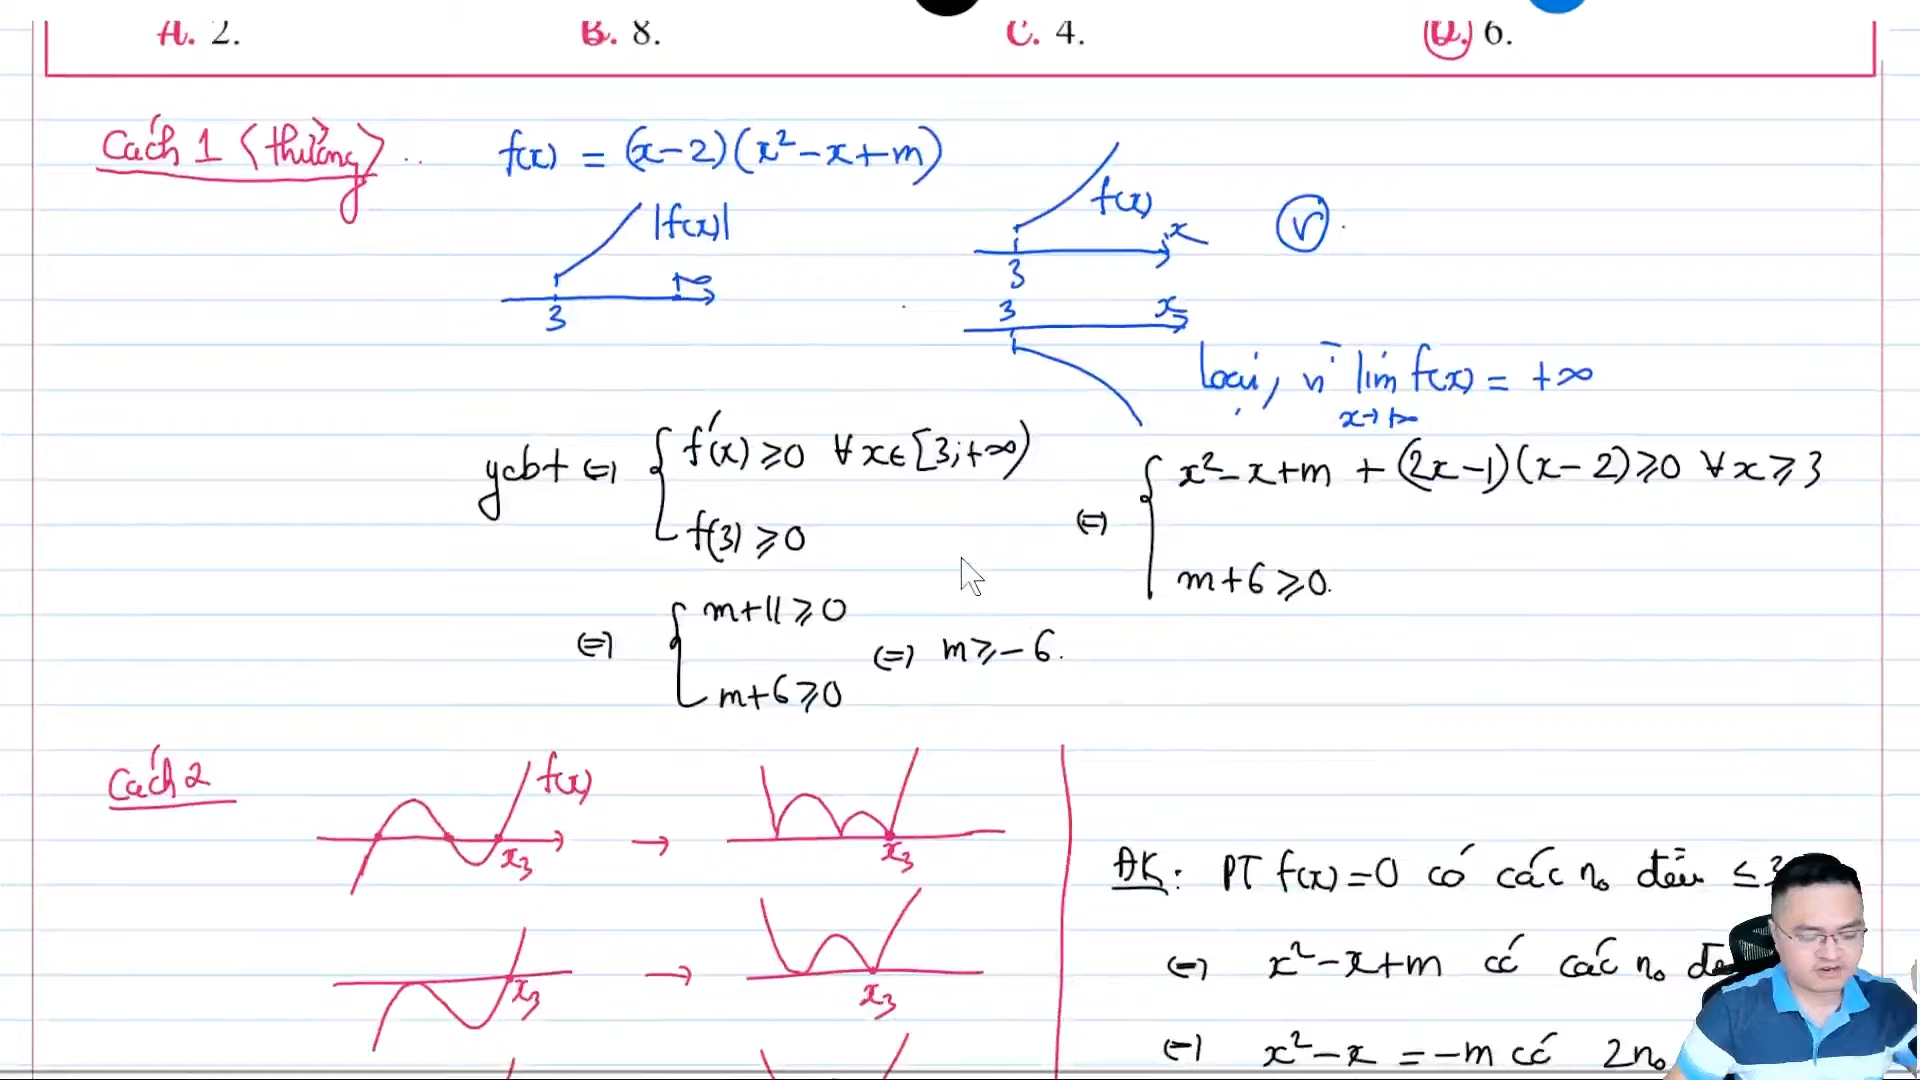 A. 2. B. 8. C. 4. D. 6.
Cách 1 <thường> ..
f(x) = (x-2)(x²-x+m)
|f(x)|
+∞
3
f(x)
x
3
3
x
loại, vì lim f(x) = +∞
x→+∞
ycbt ⇔ { f'(x) ⩾ 0 ∀x∈[3;+∞)
f(3) ⩾ 0
⇔ { x²-x+m + (2x-1)(x-2) ⩾ 0 ∀x ⩾ 3
m+6 ⩾ 0.
⇔ { m+11 ⩾ 0
m+6 ⩾ 0
⇔ m ⩾ -6.
Cách 2
f(x)
x₃
→
x₃
x₃
→
x₃
ĐK: PT f(x)=0 có các n₀ đều ≤
⇔ x²-x+m có các n₀
⇔ x²-x = -m có 2n₀